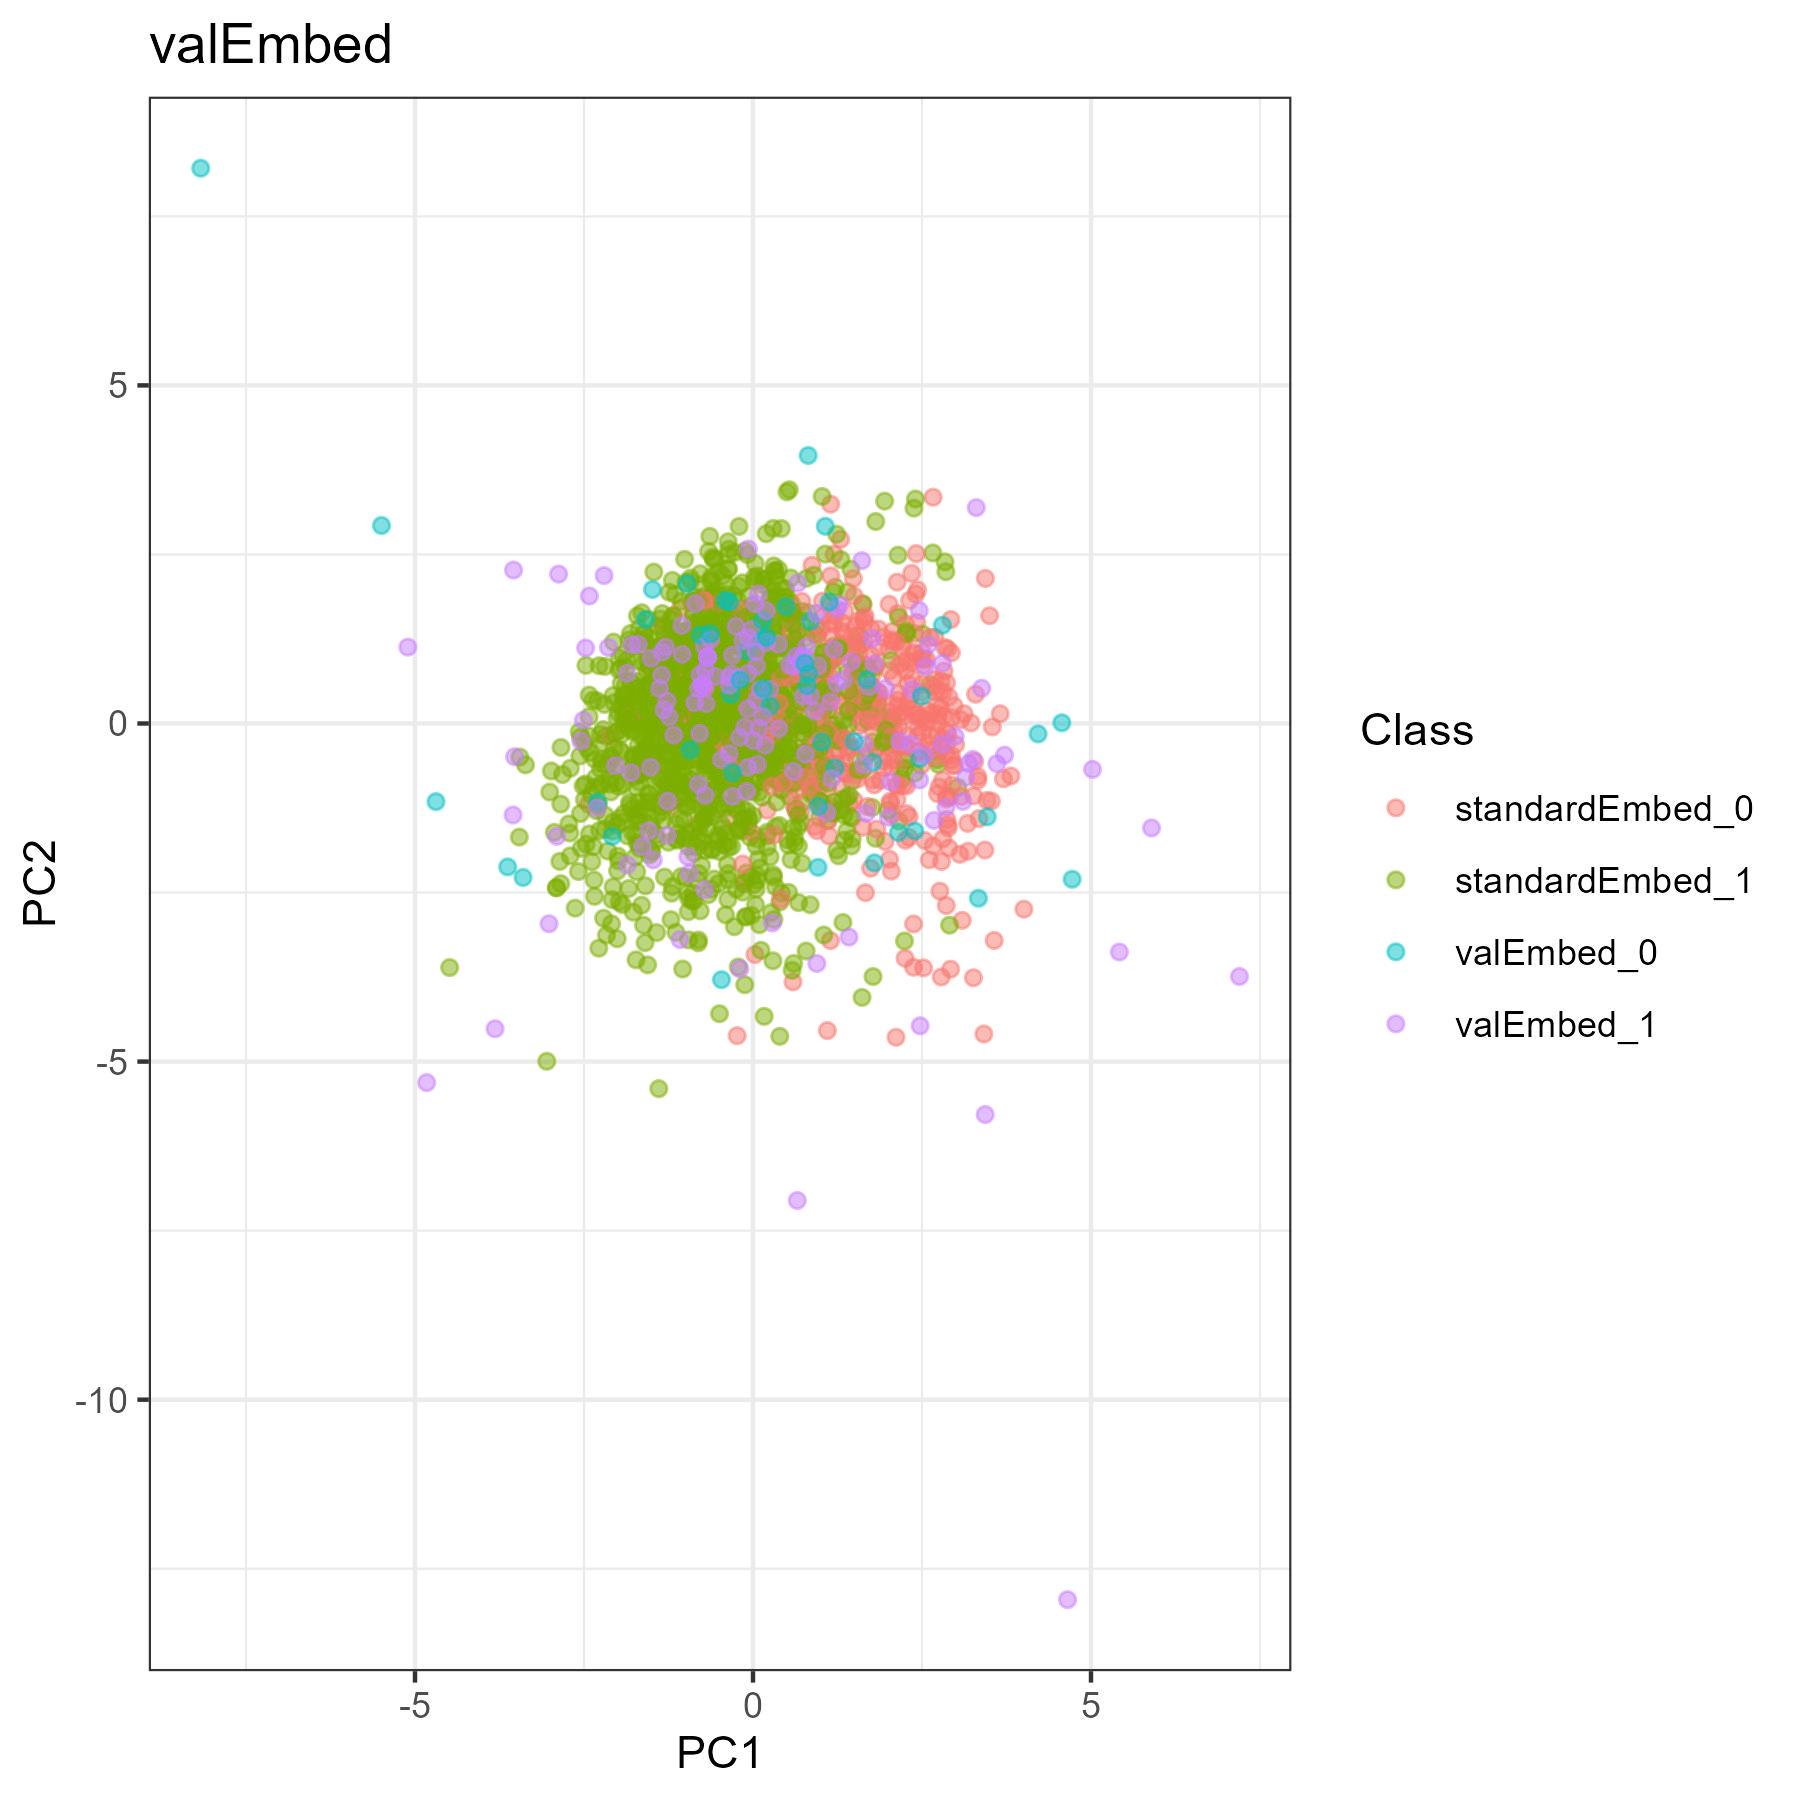 valEmbed
5
0
-5
-10
PC2
-5
0
5
PC1
Class
standardEmbed_0
standardEmbed_1
valEmbed_0
valEmbed_1